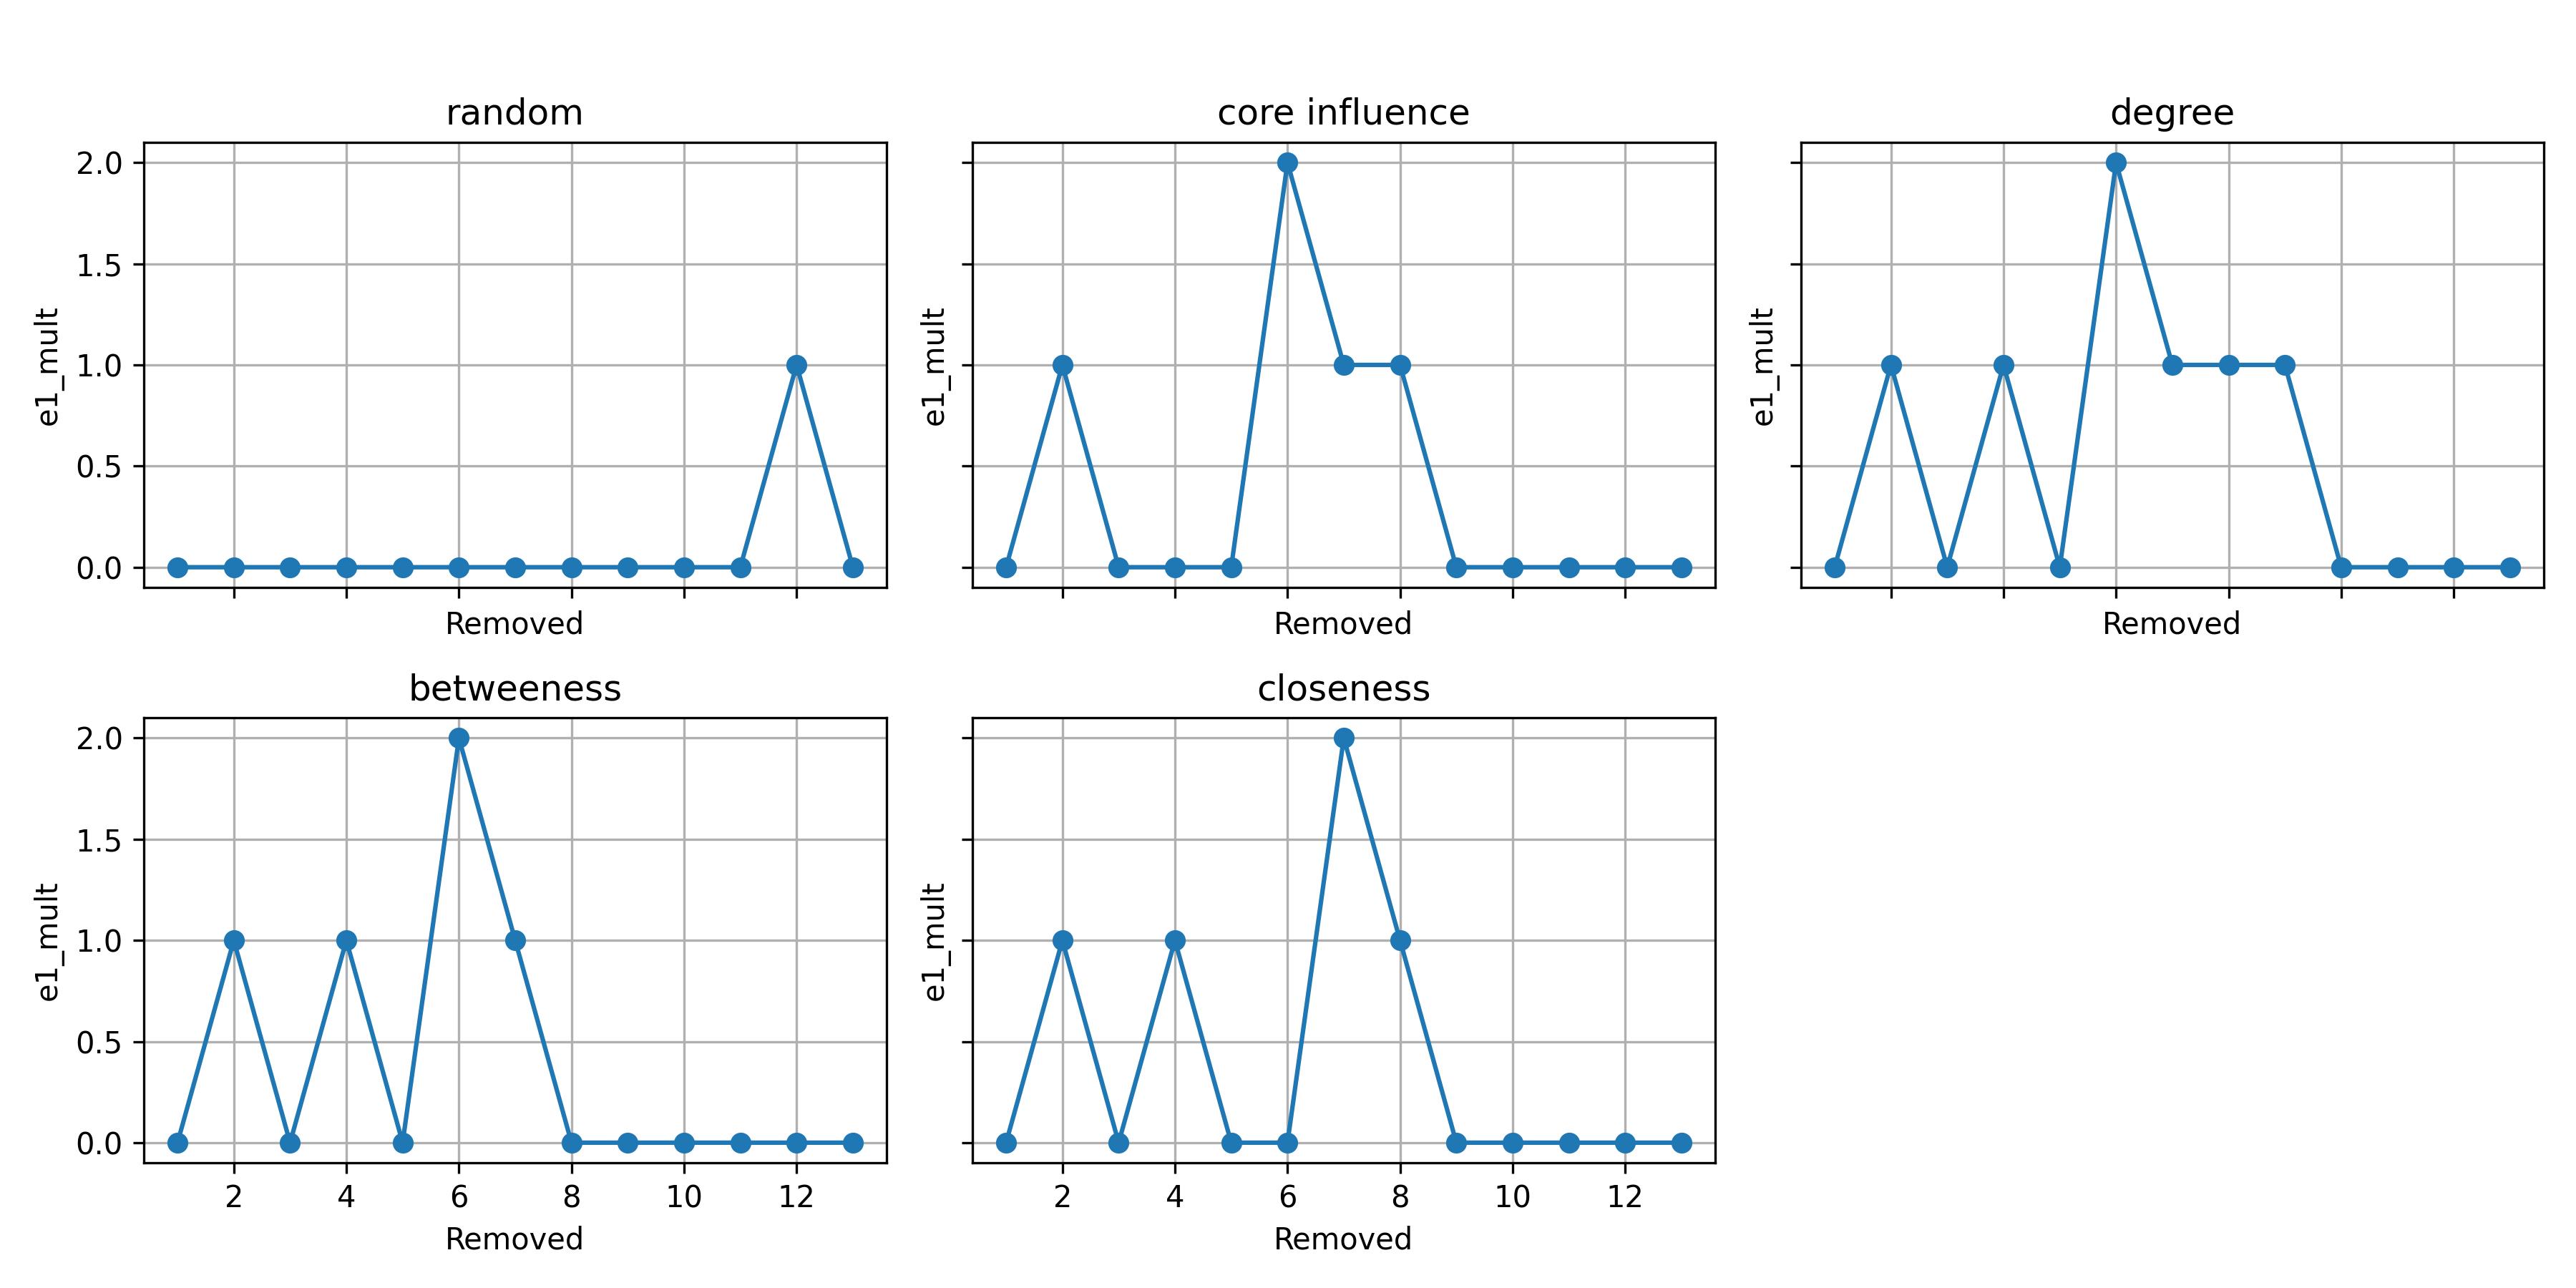 random
2.0
1.5
1.0
0.5
0.0
e1_mult
Removed
core influence
e1_mult
Removed
degree
e1_mult
Removed
betweeness
2.0
1.5
1.0
0.5
0.0
e1_mult
2 4 6 8 10 12
Removed
closeness
e1_mult
2 4 6 8 10 12
Removed